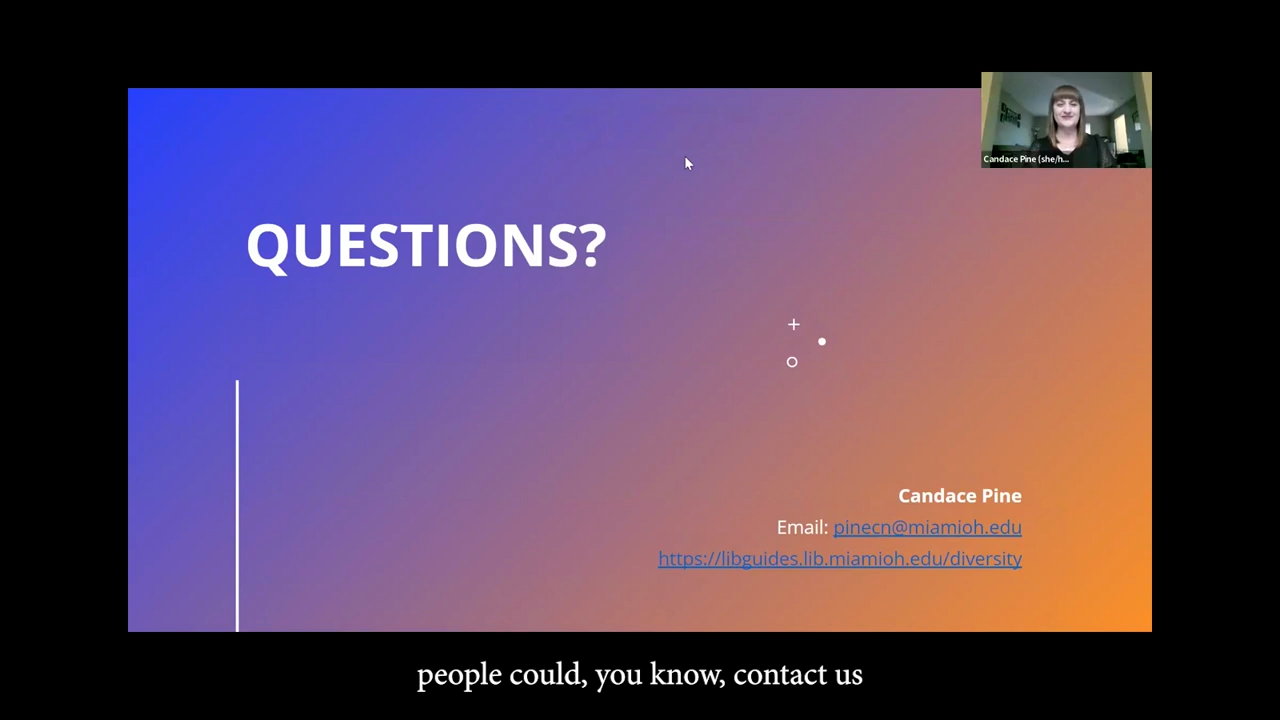 Candace Pine (she/h...
QUESTIONS?
Candace Pine
Email: pinecn@miamioh.edu
https://libguides.lib.miamioh.edu/diversity
people could, you know, contact us